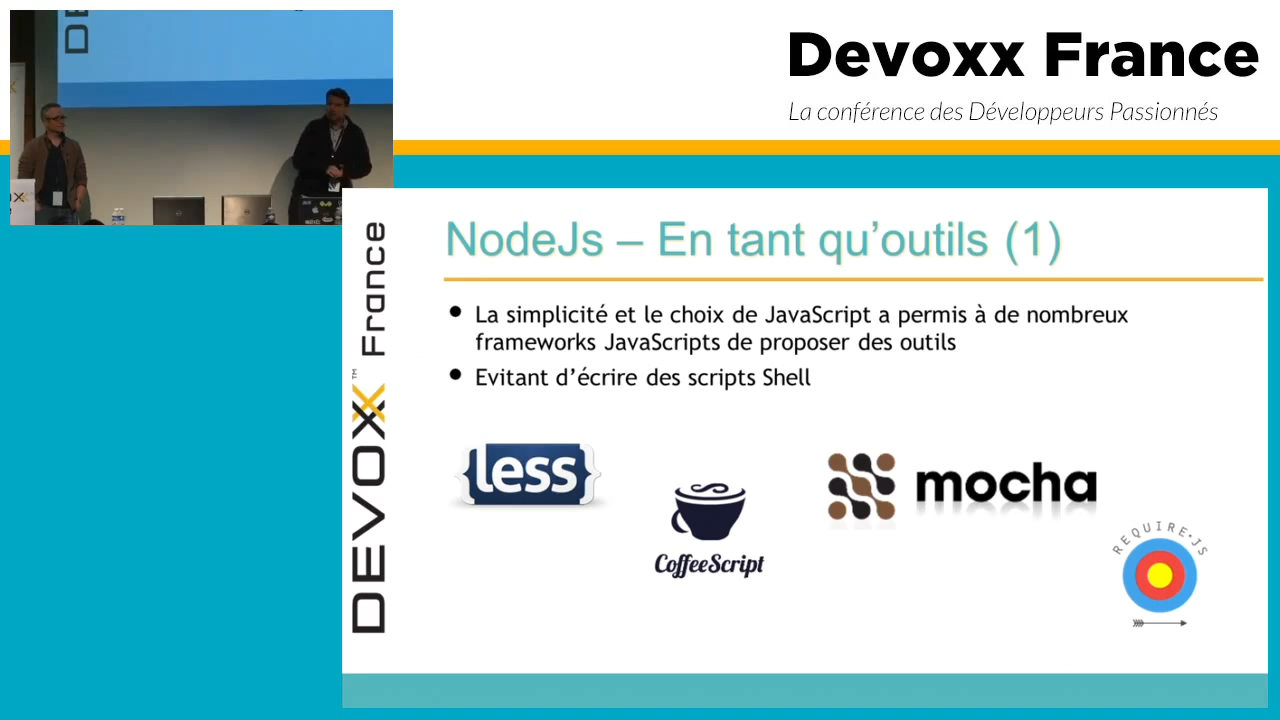 Devoxx France
La conférence des Développeurs Passionnés
DEVOXX™ France
NodeJs – En tant qu’outils (1)
• La simplicité et le choix de JavaScript a permis à de nombreux
frameworks JavaScripts de proposer des outils
• Evitant d’écrire des scripts Shell
{less}
CoffeeScript
mocha
REQUIRE·JS